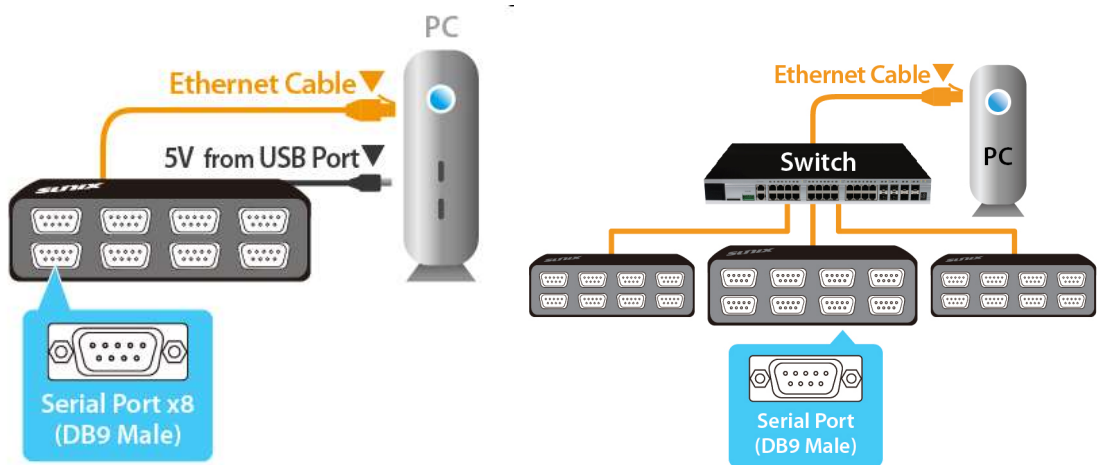 PC
Ethernet Cable▼
5V from USB Port▼
SUNIX
Serial Port x8
(DB9 Male)
Ethernet Cable▼
PC
Switch
SUNIX
SUNIX
SUNIX
Serial Port
(DB9 Male)